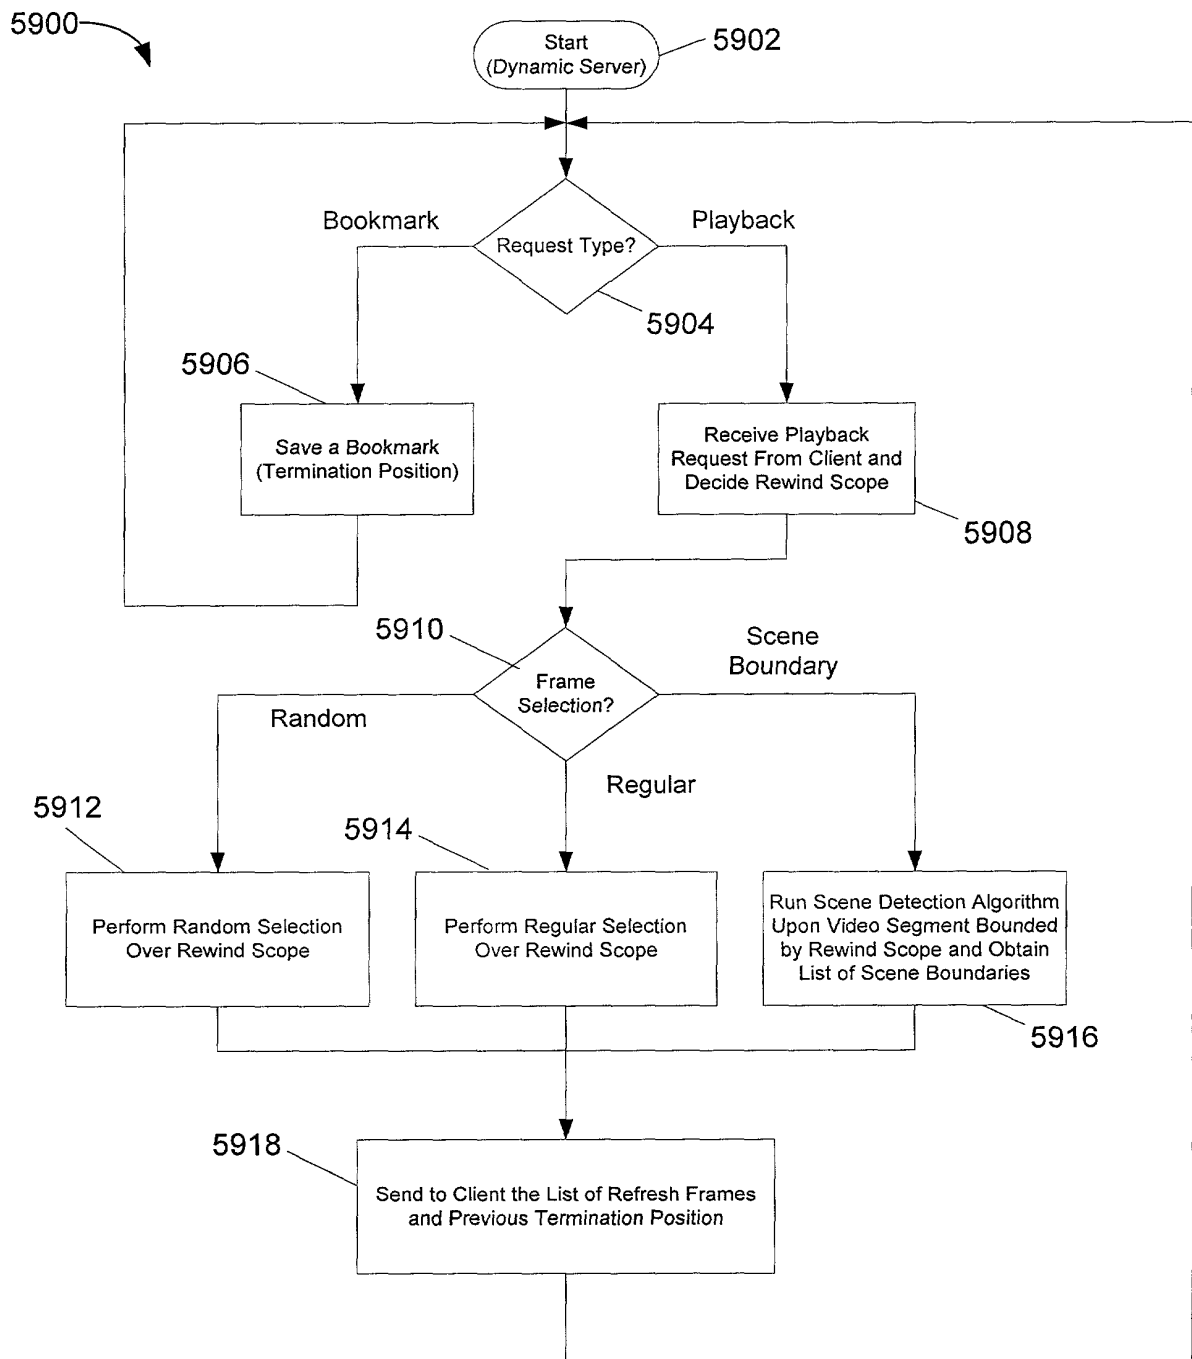 5900
Start
(Dynamic Server)
5902
Bookmark
Playback
Request Type?
5904
5906
Save a Bookmark
(Termination Position)
Receive Playback
Request From Client and
Decide Rewind Scope
5908
5910
Frame
Selection?
Scene
Boundary
Random
Regular
5912
5914
Perform Random Selection
Over Rewind Scope
Perform Regular Selection
Over Rewind Scope
Run Scene Detection Algorithm
Upon Video Segment Bounded
by Rewind Scope and Obtain
List of Scene Boundaries
5916
5918
Send to Client the List of Refresh Frames
and Previous Termination Position